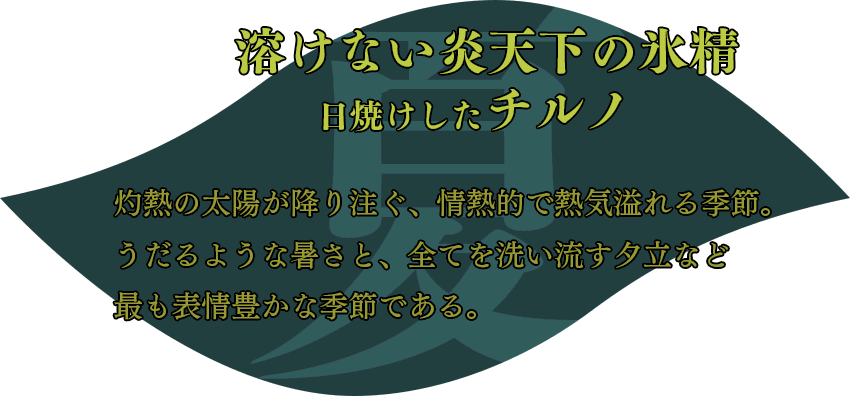 溶けない炎天下の氷精
日焼けしたチルノ
灼熱の太陽が降り注ぐ、情熱的で熱気溢れる季節。
うだるような暑さと、全てを洗い流す夕立など
最も表情豊かな季節である。
夏